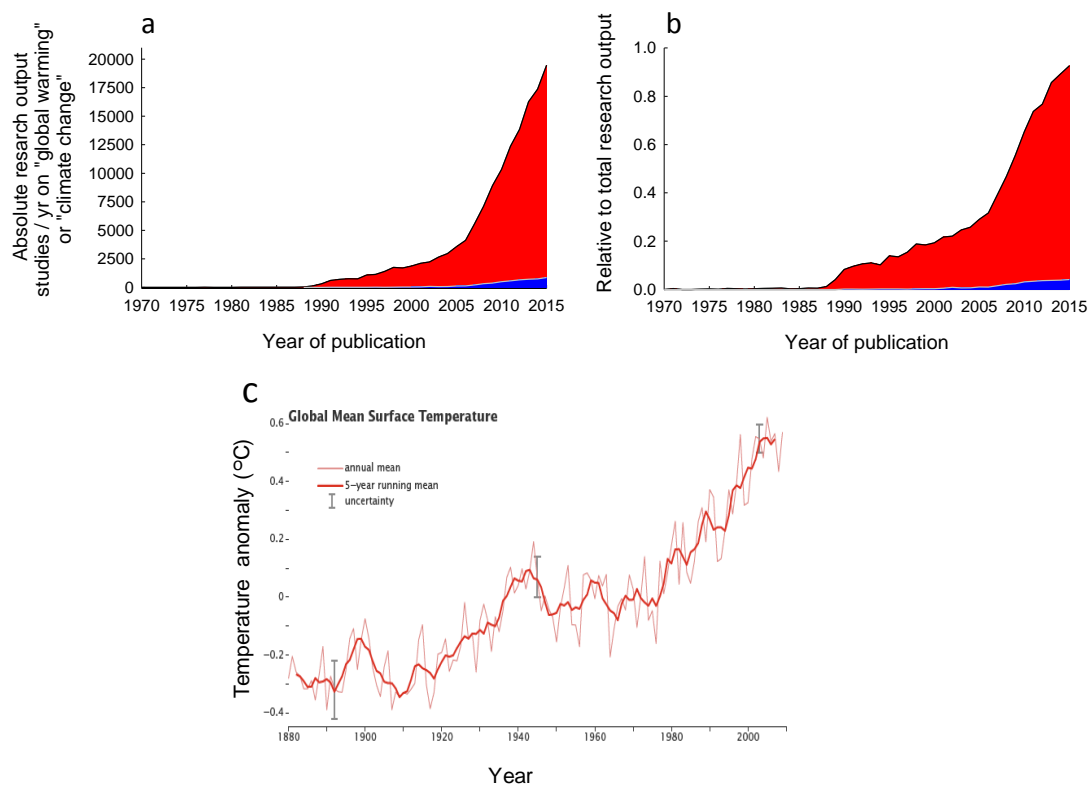 a
Absolute resarch output
studies / yr on "global warming"
or "climate change"
20000
17500
15000
12500
10000
7500
5000
2500
0
1970 1975 1980 1985 1990 1995 2000 2005 2010 2015
Year of publication
b
Relative to total research output
1.0
0.8
0.6
0.4
0.2
0.0
1970 1975 1980 1985 1990 1995 2000 2005 2010 2015
Year of publication
c
Global Mean Surface Temperature
Temperature anomaly (°C)
0.6
0.4
0.2
0
−0.2
−0.4
annual mean
5−year running mean
uncertainty
1880 1900 1920 1940 1960 1980 2000
Year